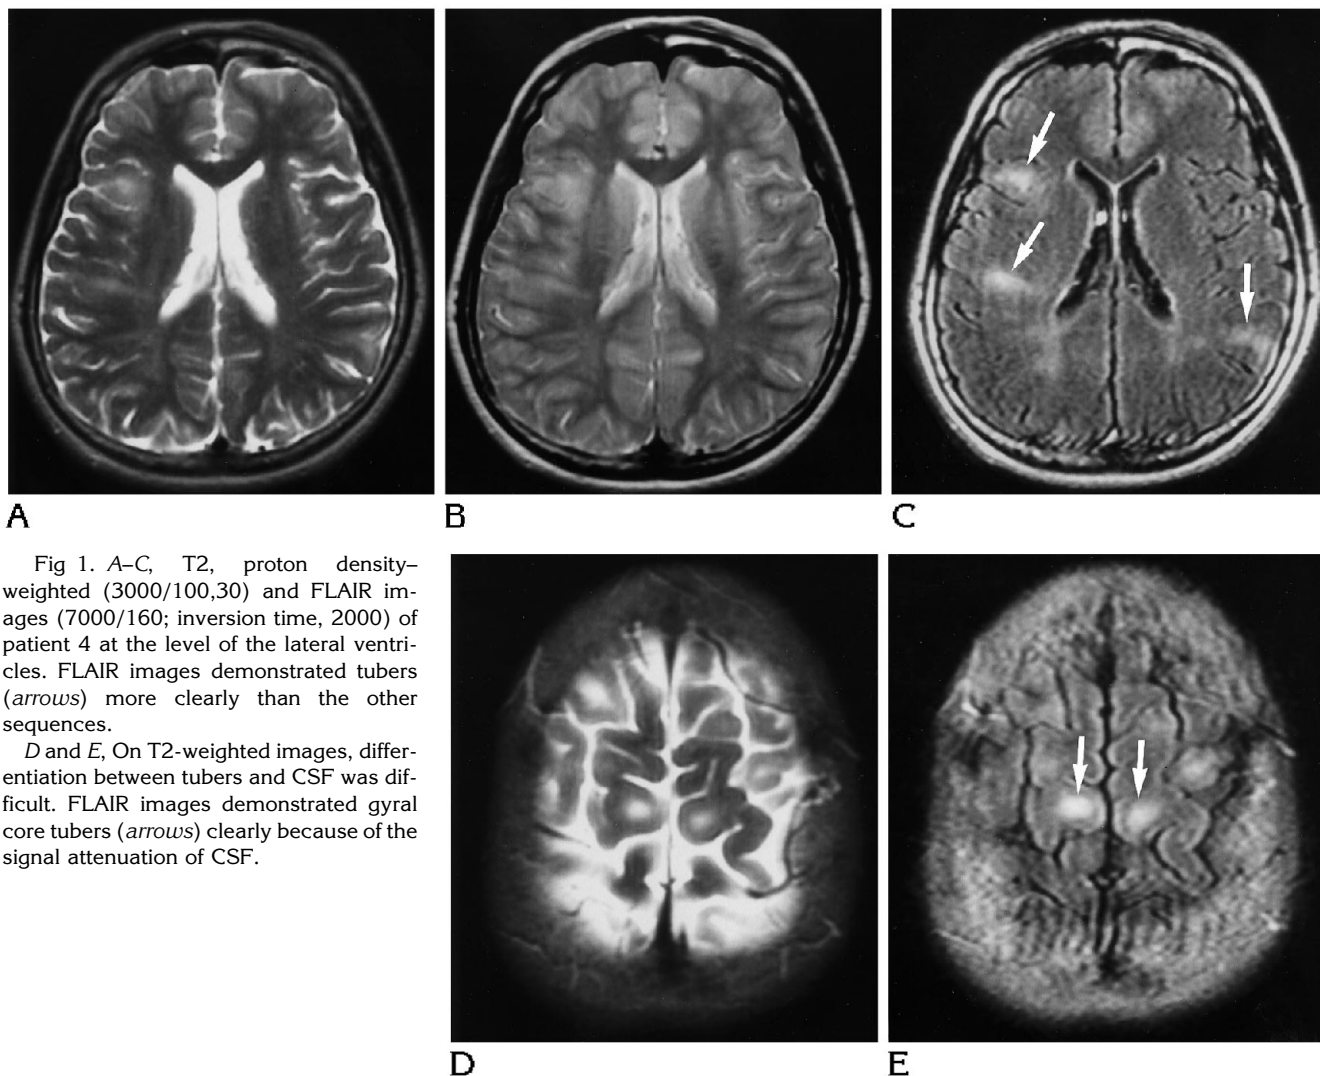 A
B
C
Fig 1. A–C, T2, proton density–
weighted (3000/100,30) and FLAIR im-
ages (7000/160; inversion time, 2000) of
patient 4 at the level of the lateral ventri-
cles. FLAIR images demonstrated tubers
(arrows) more clearly than the other
sequences.
D and E, On T2-weighted images, differ-
entiation between tubers and CSF was dif-
ficult. FLAIR images demonstrated gyral
core tubers (arrows) clearly because of the
signal attenuation of CSF.
D
E